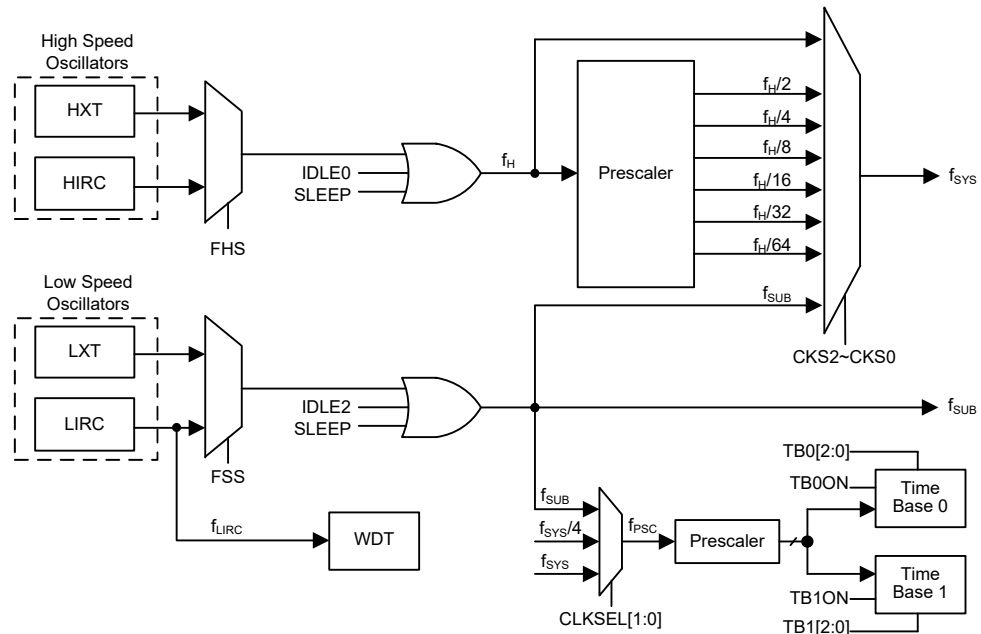 High Speed
Oscillators
HXT
HIRC
FHS
IDLE0
SLEEP
fH
Prescaler
fH/2
fH/4
fH/8
fH/16
fH/32
fH/64
fSUB
fSYS
CKS2~CKS0
Low Speed
Oscillators
LXT
LIRC
FSS
IDLE2
SLEEP
fSUB
fLIRC
WDT
fSUB
fSYS/4
fSYS
CLKSEL[1:0]
fPSC
Prescaler
TB0[2:0]
TB0ON
Time
Base 0
Time
Base 1
TB1ON
TB1[2:0]